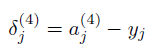 δ_j^{(4)} = a_j^{(4)} − y_j